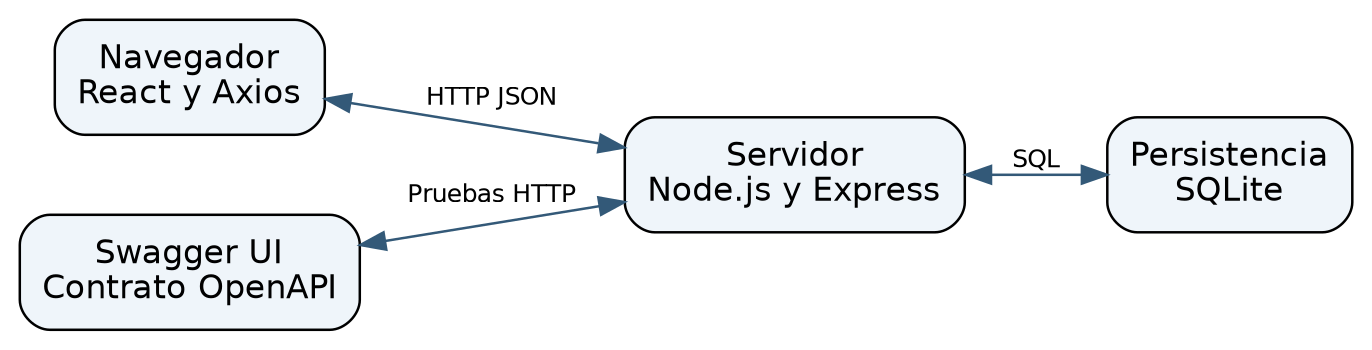 Navegador
React y Axios
HTTP JSON
Servidor
Node.js y Express
SQL
Persistencia
SQLite
Pruebas HTTP
Swagger UI
Contrato OpenAPI